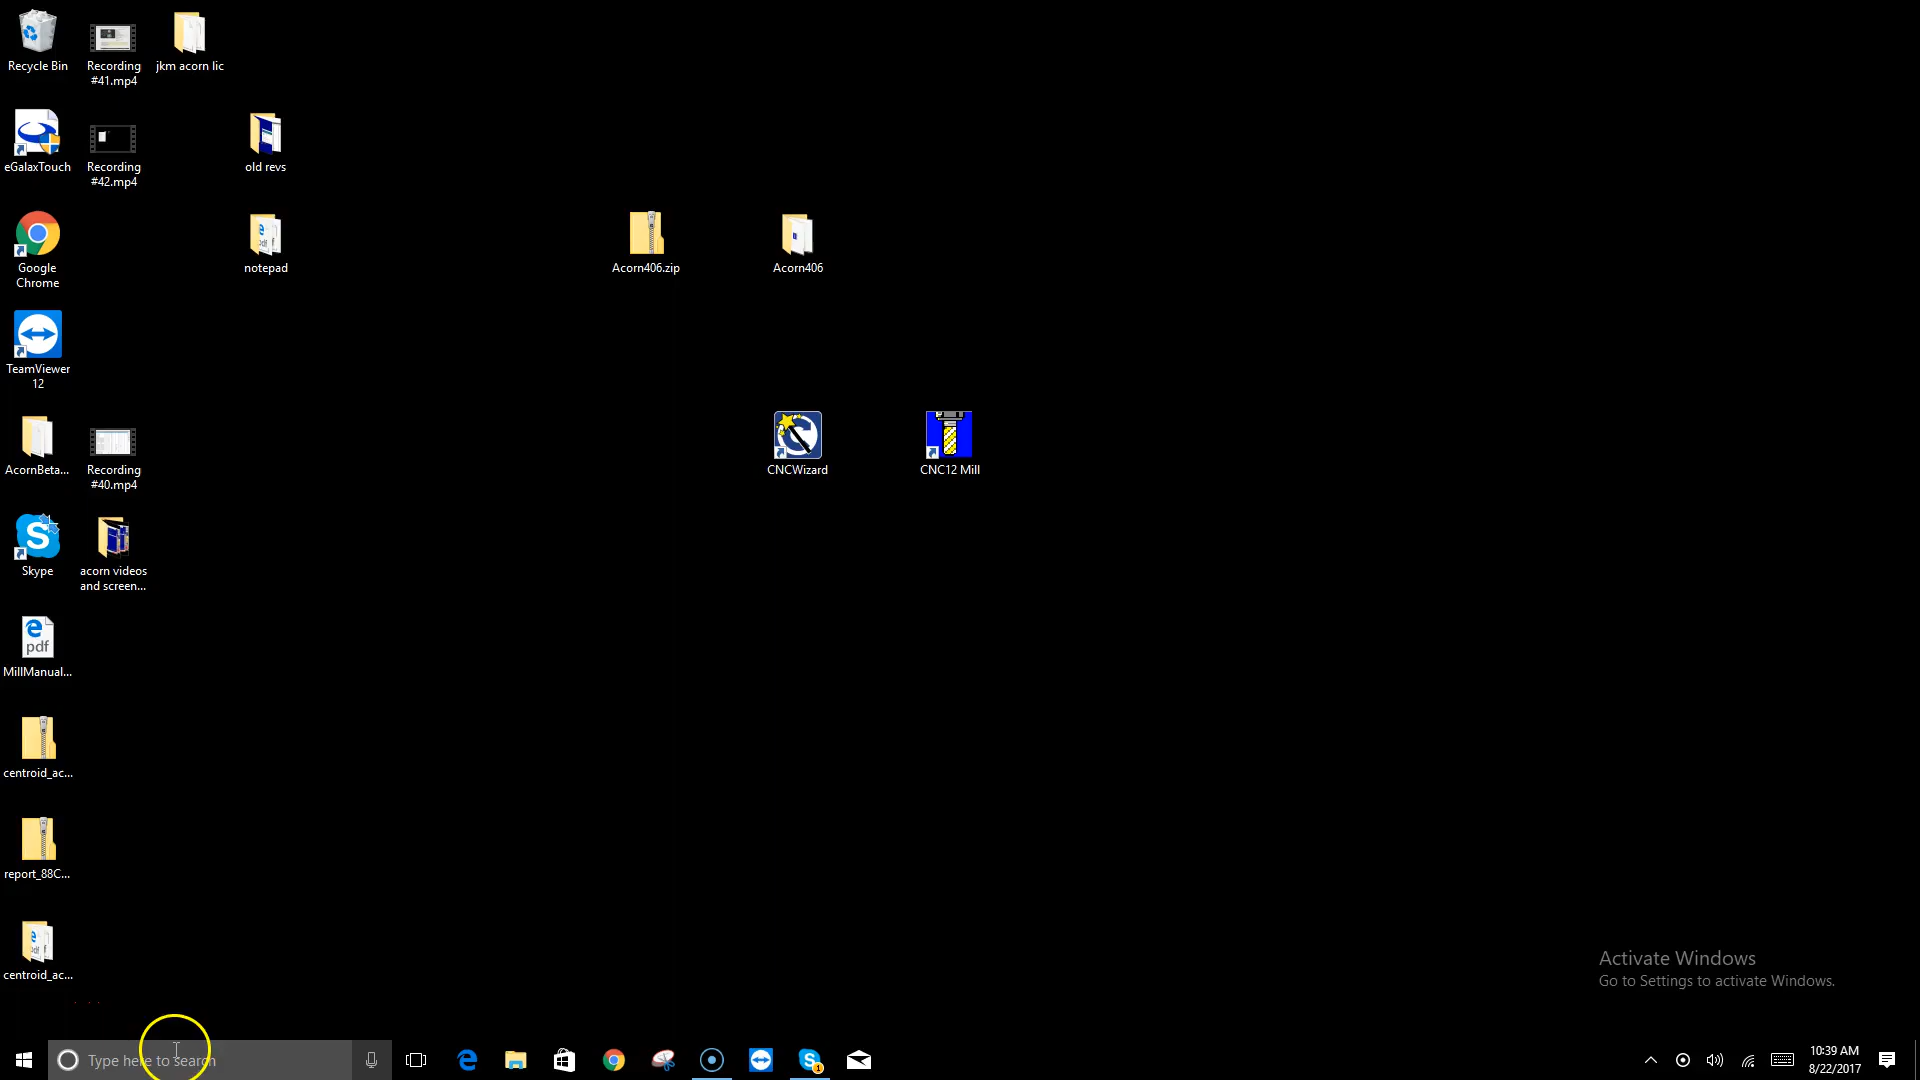 Recycle Bin
Recording
#41.mp4
jkm acorn lic
eGalaxTouch
Recording
#42.mp4
old revs
Google
Chrome
notepad
Acorn406.zip
Acorn406
TeamViewer
12
AcornBeta...
Recording
#40.mp4
CNCWizard
CNC12 Mill
Skype
acorn videos
and screen...
pdf
MillManual...
centroid_ac...
report_88C...
centroid_ac...
Activate Windows
Go to Settings to activate Windows.
Type here to search
10:39 AM
8/22/2017